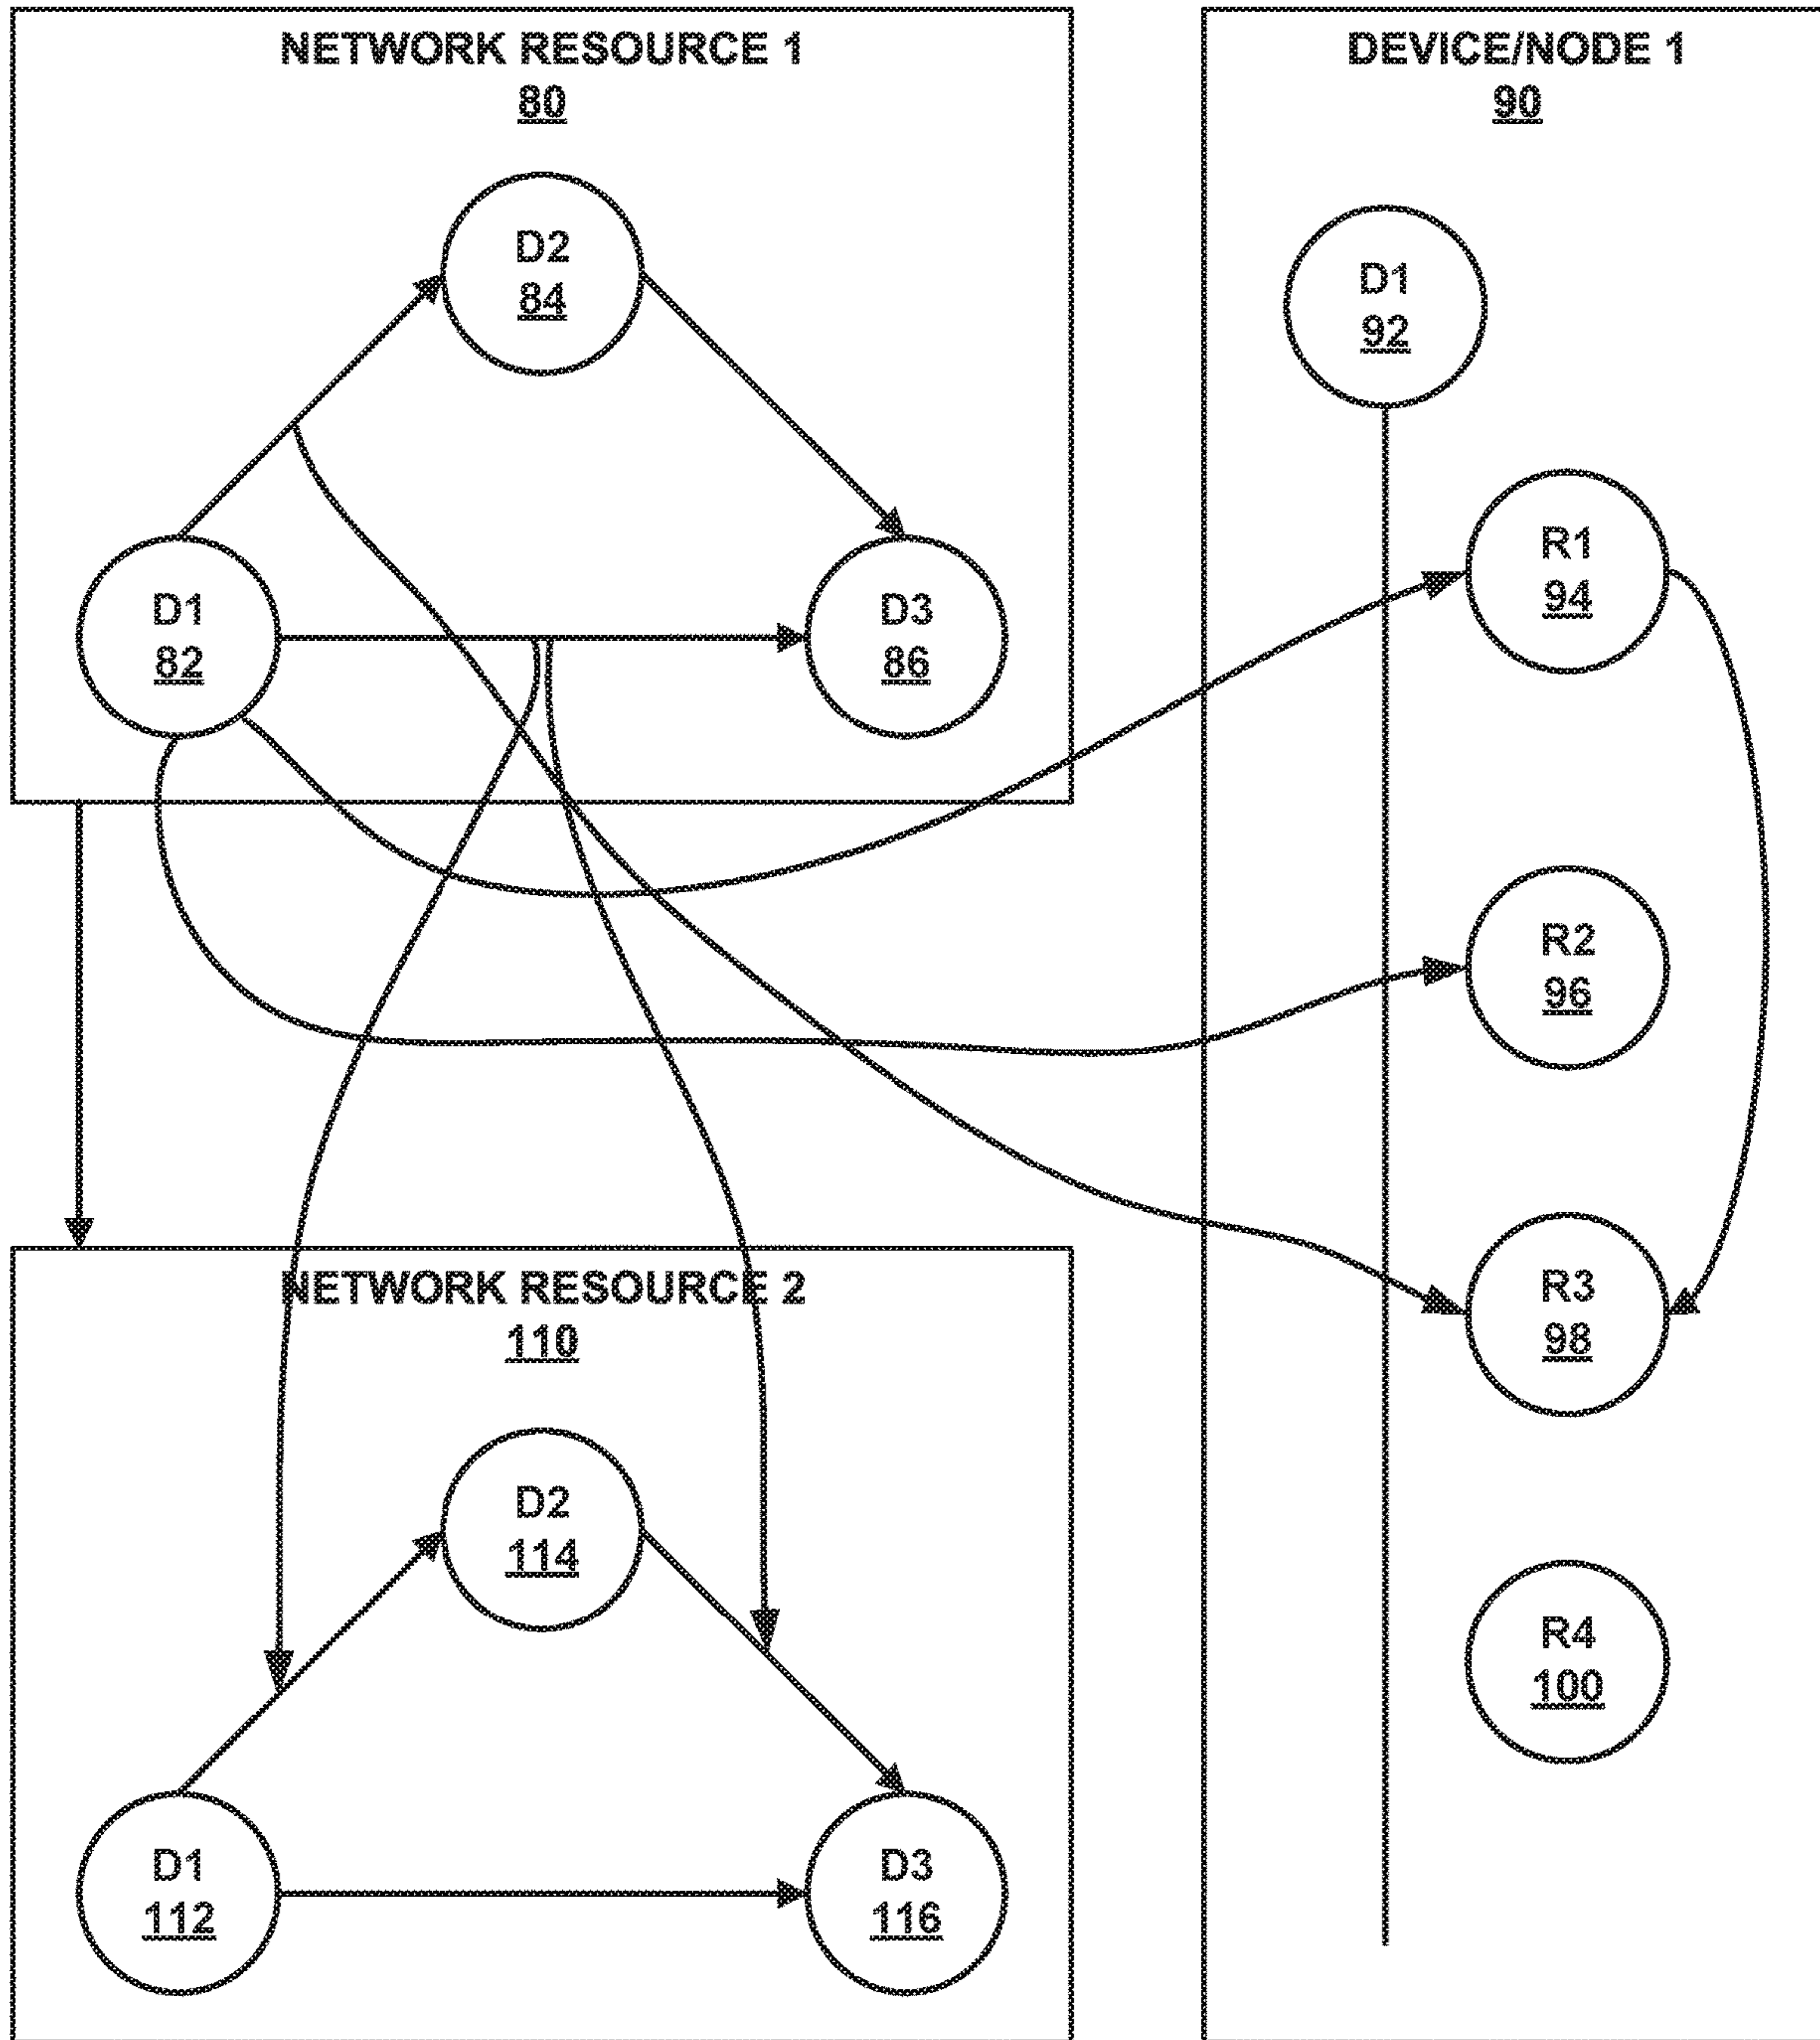 NETWORK RESOURCE 1
80
D2
84
D1
82
D3
86
DEVICE/NODE 1
90
D1
92
R1
94
R2
96
R3
98
R4
100
NETWORK RESOURCE 2
110
D2
114
D1
112
D3
116